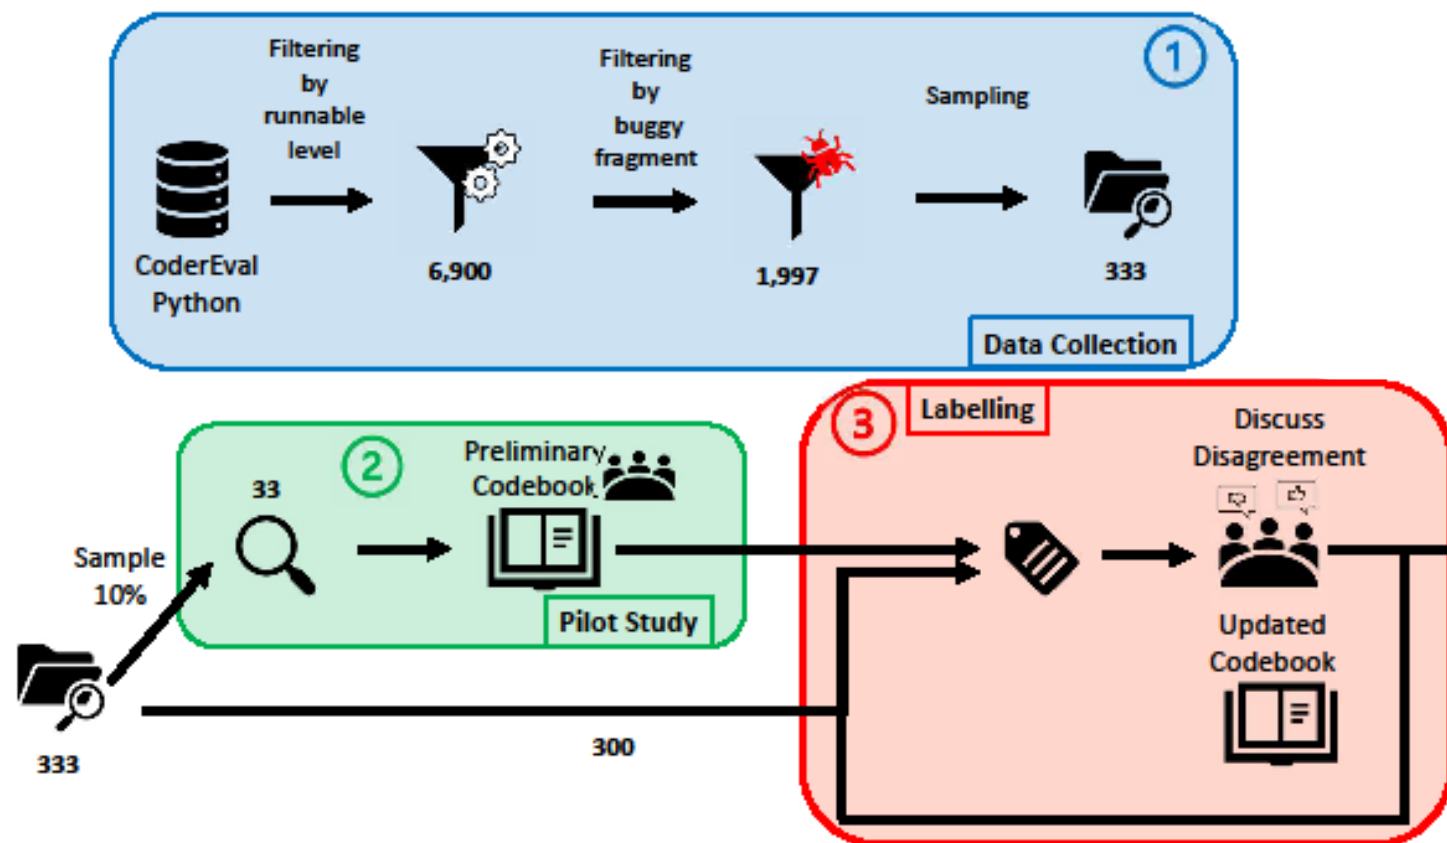 1
Filtering
by
runnable
level
Filtering
by
buggy
fragment
Sampling
CoderEval
Python
6,900
1,997
333
Data Collection
2
33
Preliminary
Codebook
Sample
10%
Pilot Study
333
300
3
Labelling
Discuss
Disagreement
Updated
Codebook